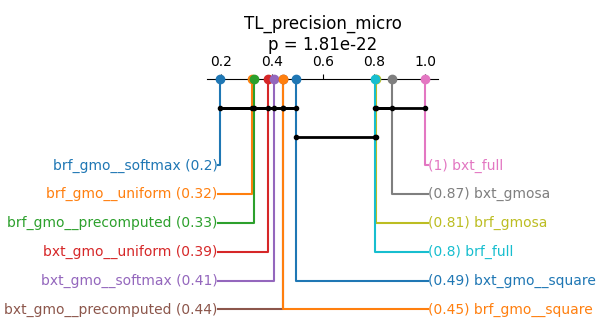 TL_precision_micro
p = 1.81e-22
0.2 0.4 0.6 0.8 1.0
brf_gmo__softmax (0.2) (1) bxt_full
brf_gmo__uniform (0.32) (0.87) bxt_gmosa
brf_gmo__precomputed (0.33) (0.81) brf_gmosa
bxt_gmo__uniform (0.39) (0.8) brf_full
bxt_gmo__softmax (0.41) (0.49) bxt_gmo__square
bxt_gmo__precomputed (0.44) (0.45) brf_gmo__square